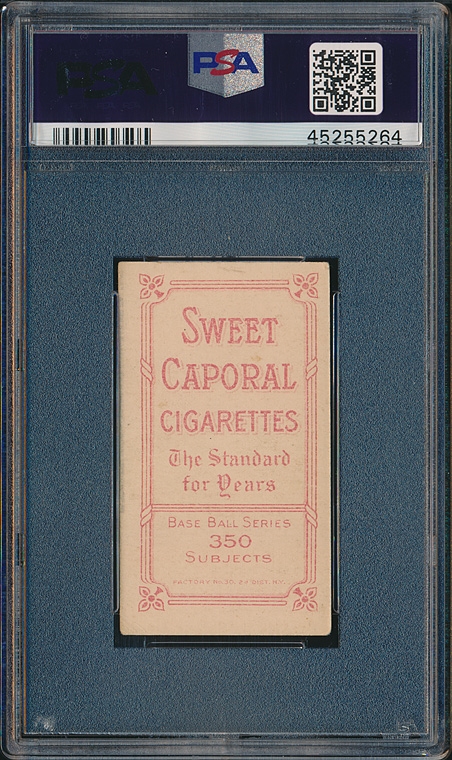 PSA
PSA
45255264
SWEET
CAPORAL
CIGARETTES
The Standard
for Years
BASE BALL SERIES
350
SUBJECTS
FACTORY No. 30, 2D DIST. N.Y.